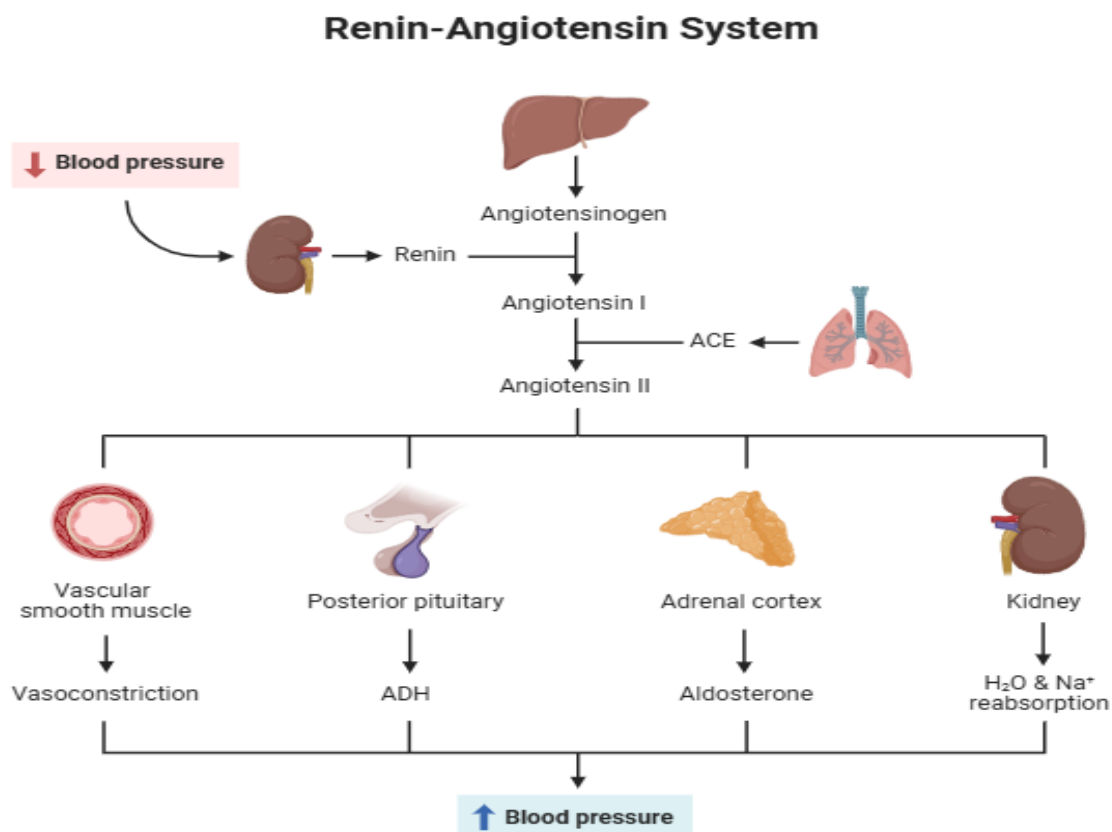 Renin-Angiotensin System
Blood pressure
Angiotensinogen
Renin
Angiotensin I
ACE
Angiotensin II
Vascular
smooth muscle
Posterior pituitary
Adrenal cortex
Kidney
Vasoconstriction
ADH
Aldosterone
H₂O & Na⁺
reabsorption
Blood pressure